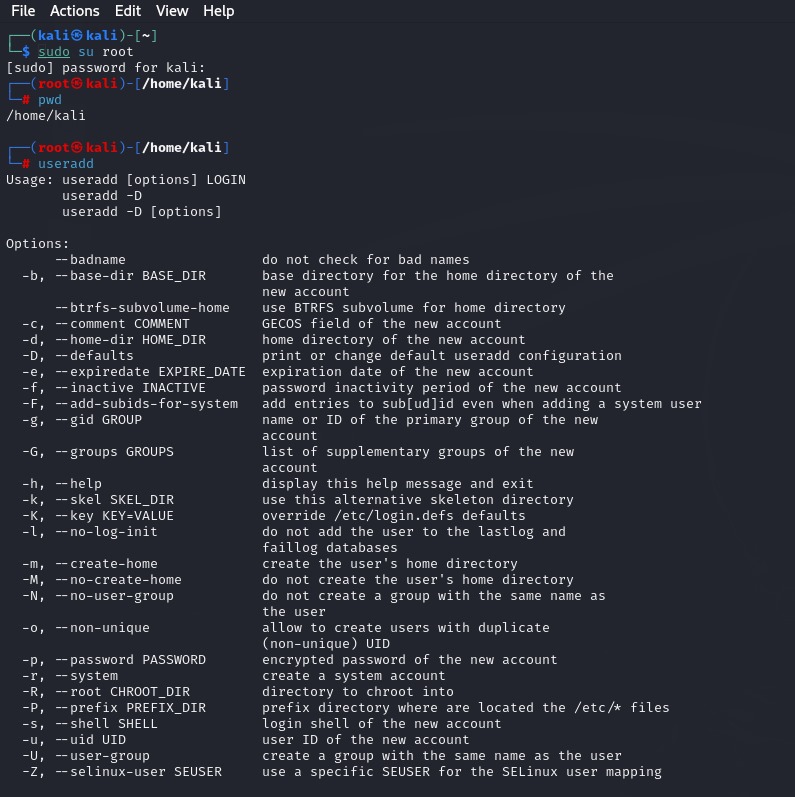 File Actions Edit View Help
┌──(kali㉿kali)-[~]
└─$ sudo su root
[sudo] password for kali:
┌──(root㉿kali)-[/home/kali]
└─# pwd
/home/kali
┌──(root㉿kali)-[/home/kali]
└─# useradd
Usage: useradd [options] LOGIN
       useradd -D
       useradd -D [options]
Options:
      --badname                 do not check for bad names
  -b, --base-dir BASE_DIR       base directory for the home directory of the
                                new account
      --btrfs-subvolume-home    use BTRFS subvolume for home directory
  -c, --comment COMMENT         GECOS field of the new account
  -d, --home-dir HOME_DIR       home directory of the new account
  -D, --defaults                print or change default useradd configuration
  -e, --expiredate EXPIRE_DATE  expiration date of the new account
  -f, --inactive INACTIVE       password inactivity period of the new account
  -F, --add-subids-for-system   add entries to sub[ud]id even when adding a system user
  -g, --gid GROUP               name or ID of the primary group of the new
                                account
  -G, --groups GROUPS           list of supplementary groups of the new
                                account
  -h, --help                    display this help message and exit
  -k, --skel SKEL_DIR           use this alternative skeleton directory
  -K, --key KEY=VALUE           override /etc/login.defs defaults
  -l, --no-log-init             do not add the user to the lastlog and
                                faillog databases
  -m, --create-home             create the user's home directory
  -M, --no-create-home          do not create the user's home directory
  -N, --no-user-group           do not create a group with the same name as
                                the user
  -o, --non-unique              allow to create users with duplicate
                                (non-unique) UID
  -p, --password PASSWORD       encrypted password of the new account
  -r, --system                  create a system account
  -R, --root CHROOT_DIR         directory to chroot into
  -P, --prefix PREFIX_DIR       prefix directory where are located the /etc/* files
  -s, --shell SHELL             login shell of the new account
  -u, --uid UID                 user ID of the new account
  -U, --user-group              create a group with the same name as the user
  -Z, --selinux-user SEUSER     use a specific SEUSER for the SELinux user mapping